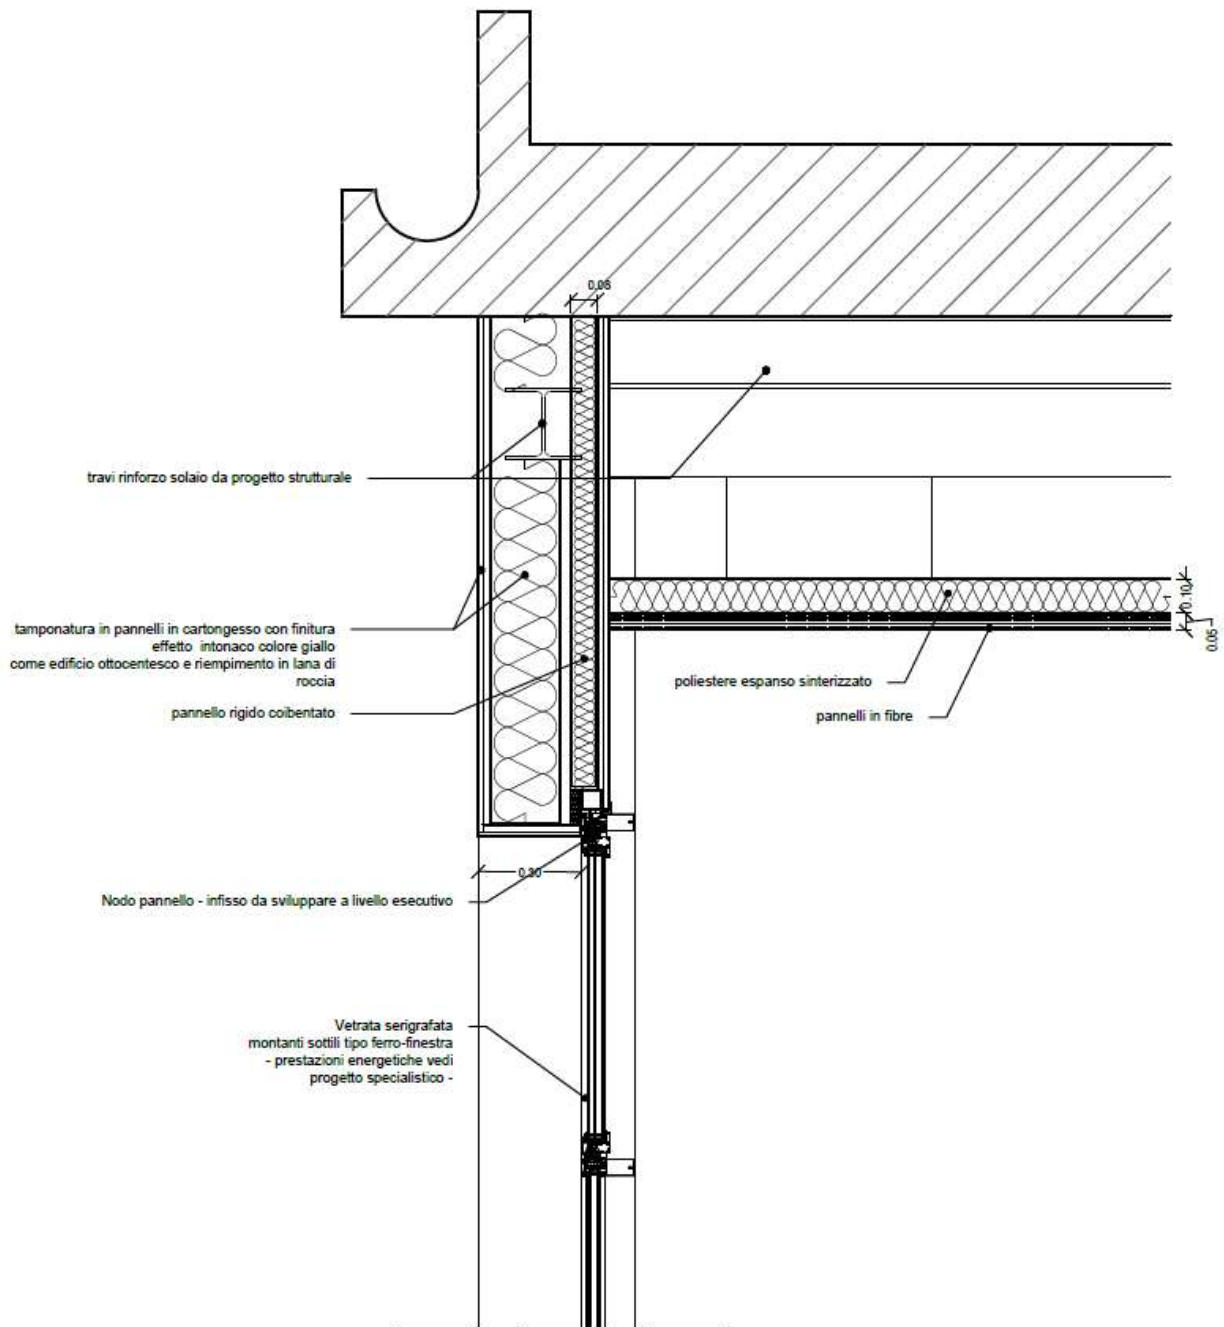 0,08
travi rinforzo solaio da progetto strutturale
0.10
0.05
tamponatura in pannelli in cartongesso con finitura
effetto intonaco colore giallo
come edificio ottocentesco e riempimento in lana di
roccia
poliestere espanso sinterizzato
pannello rigido coibentato
pannelli in fibre
0.30
Nodo pannello - infisso da sviluppare a livello esecutivo
Vetrata serigrafata
montanti sottili tipo ferro-finestra
- prestazioni energetiche vedi
progetto specialistico -